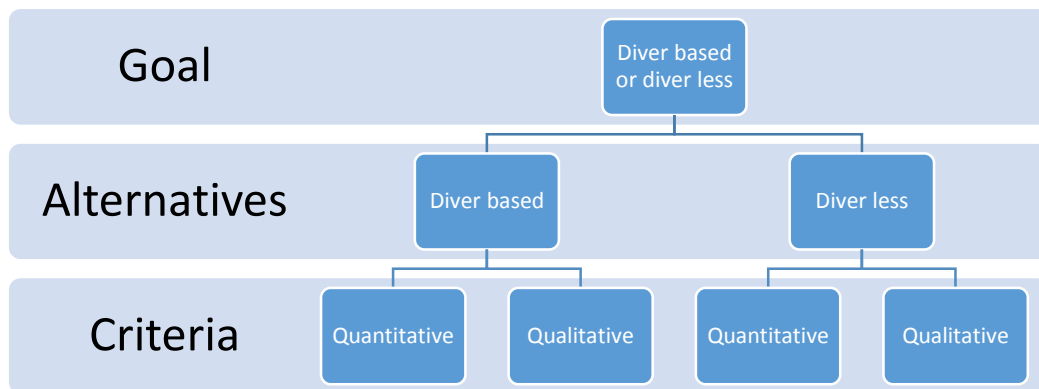 Goal
Diver based
or diver less
Alternatives
Diver based
Diver less
Criteria
Quantitative
Qualitative
Quantitative
Qualitative